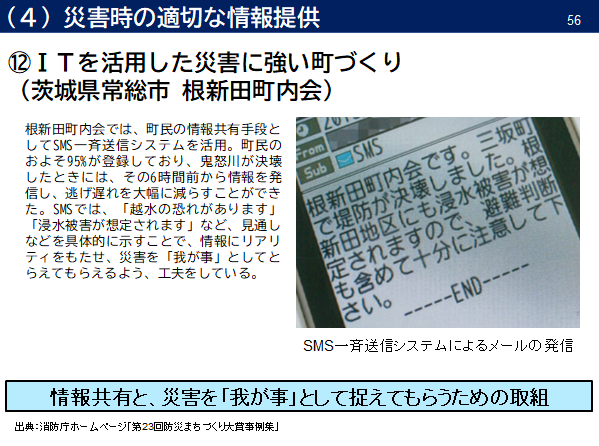 （４）災害時の適切な情報提供
56
⑫ＩＴを活用した災害に強い町づくり
（茨城県常総市 根新田町内会）
根新田町内会では、町民の情報共有手段と
してSMS一斉送信システムを活用。町民の
およそ95%が登録しており、鬼怒川が決壊
したときには、その6時間前から情報を発
信し、逃げ遅れを大幅に減らすことができ
た。SMSでは、「越水の恐れがあります」
「浸水被害が想定されます」など、見通し
などを具体的に示すことで、情報にリアリ
ティをもたせ、災害を「我が事」としてと
らえてもらえるよう、工夫をしている。
From
Sub SMS
根新田町内会です。三坂町
で堤防が決壊しました。根
新田地区にも浸水被害が想
定されますので、避難判断
も含めて十分に注意して下
さい。 -----END-----
SMS一斉送信システムによるメールの発信
情報共有と、災害を「我が事」として捉えてもらうための取組
出典：消防庁ホームページ「第23回防災まちづくり大賞事例集」